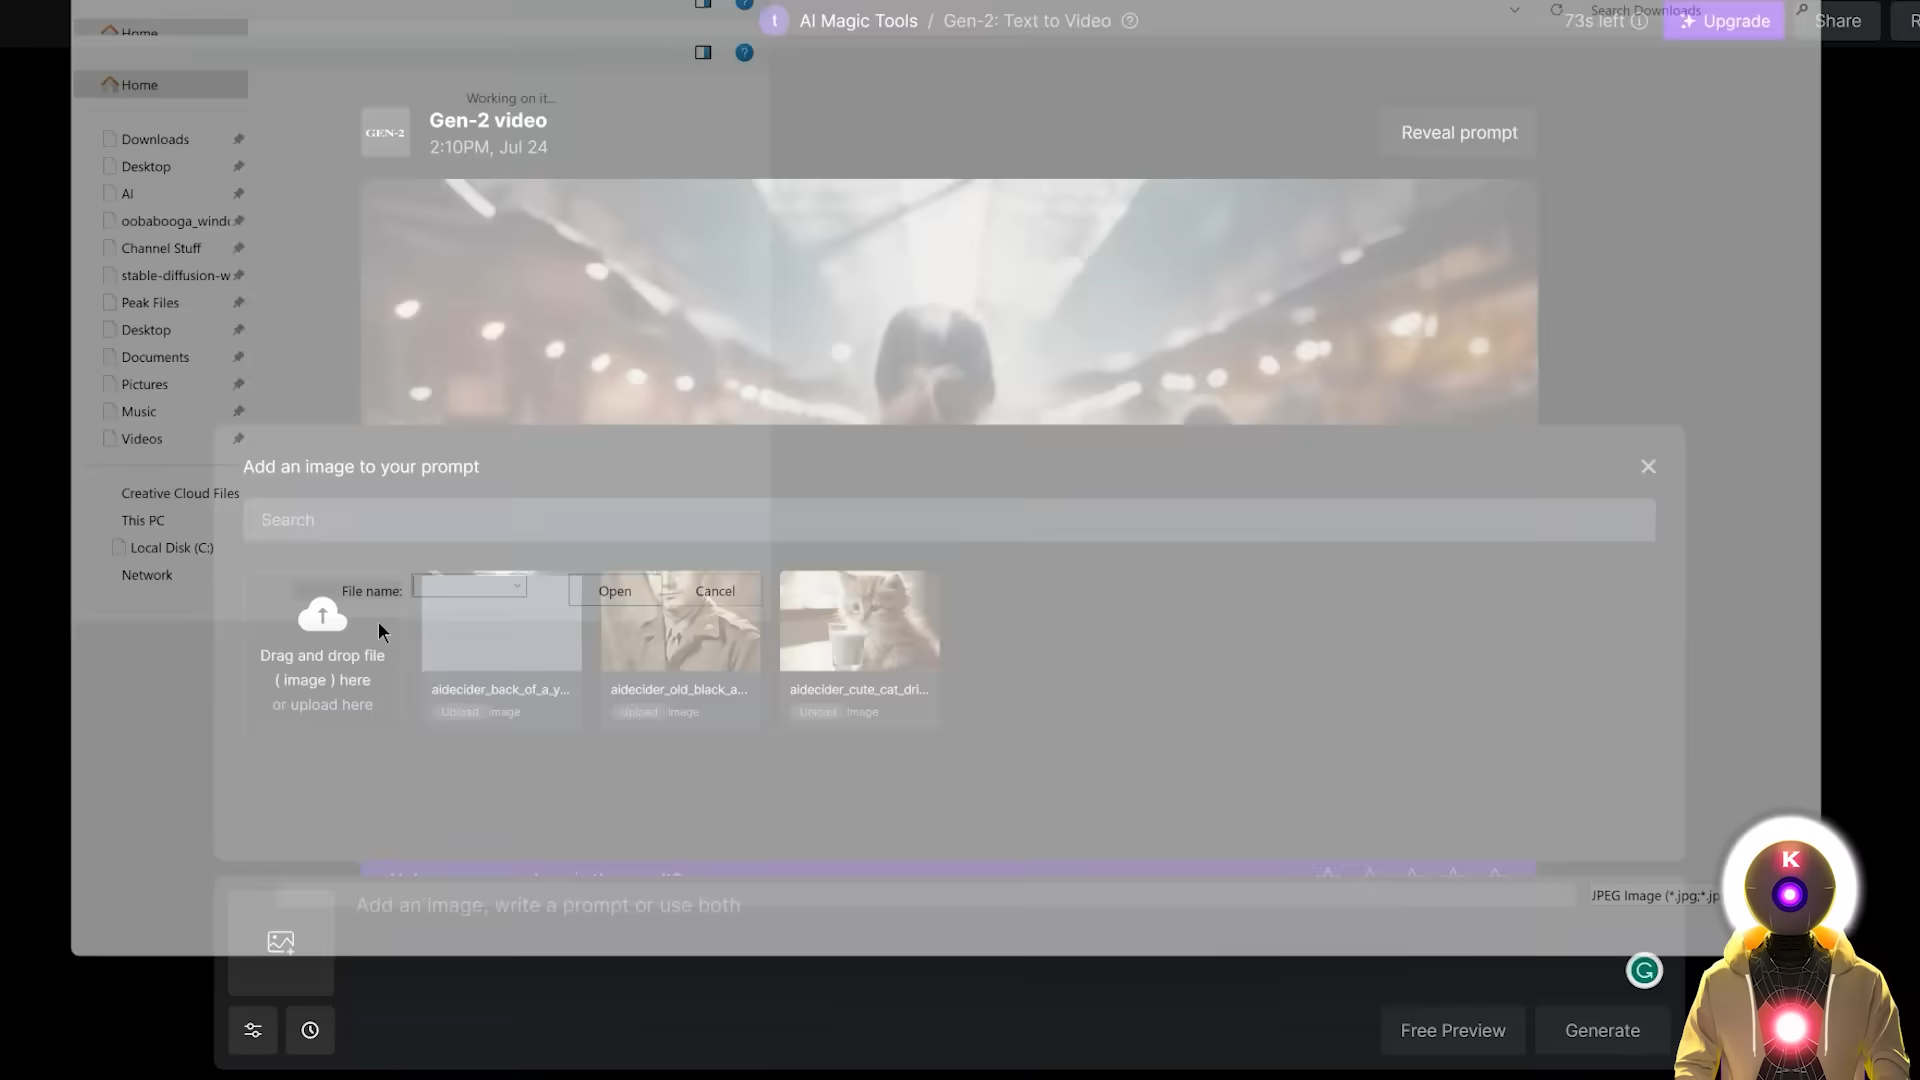 Home
t AI Magic Tools / Gen-2: Text to Video
Search Downloads
73s left
Upgrade
Share
R
Home
Working on it...
GEN-2
Gen-2 video
2:10PM, Jul 24
Reveal prompt
Downloads
Desktop
AI
oobabooga_wind
Channel Stuff
stable-diffusion-w
Peak Files
Desktop
Documents
Pictures
Music
Videos
Creative Cloud Files
This PC
Local Disk (C:)
Network
Add an image to your prompt
Search
File name:
Open
Cancel
Drag and drop file
( image ) here
or upload here
aidecider_back_of_a_y...
Upload Image
aidecider_old_black_a...
Upload Image
aidecider_cute_cat_dri...
Upload Image
Add an image, write a prompt or use both
JPEG Image (*.jpg;*.jp
K
G
Free Preview
Generate